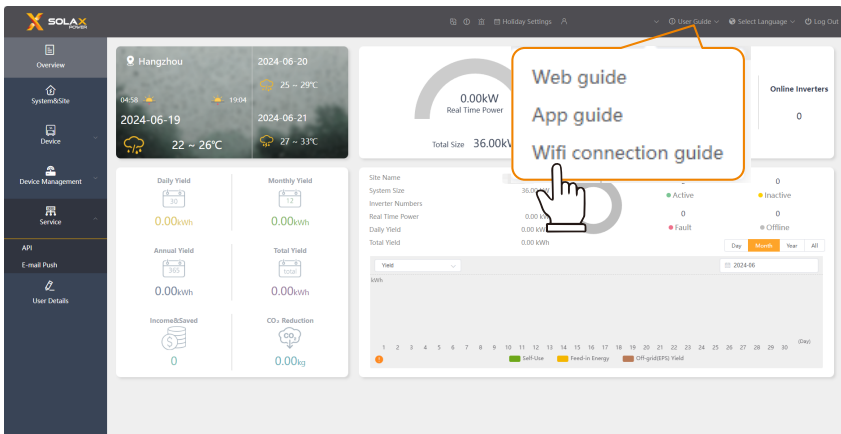 SOLAX
POWER
Holiday Settings
User Guide
Select Language
Log Out
Overview
System&Site
Device
Device Management
Service
API
E-mail Push
User Details
Hangzhou
2024-06-20
25 ~ 29℃
04:58
19:04
2024-06-19
2024-06-21
22 ~ 26℃
27 ~ 33℃
0.00kW
Real Time Power
Total Size 36.00k
Web guide
App guide
Wifi connection guide
Online Inverters
0
Daily Yield
Monthly Yield
30
12
0.00kWh
0.00kWh
Annual Yield
Total Yield
365
total
0.00kWh
0.00kWh
Income&Saved
CO₂ Reduction
$
CO₂
0
0.00kg
Site Name
System Size
36.00 kW
Inverter Numbers
Real Time Power
0.00 kW
Daily Yield
0.00 kWh
Total Yield
0.00 kWh
0
Active
Inactive
0
0
Fault
Offline
Day Month Year All
Yield
2024-06
kWh
1 2 3 4 5 6 7 8 9 10 11 12 13 14 15 16 17 18 19 20 21 22 23 24 25 26 27 28 29 30
(Day)
Self-Use Feed-in Energy Off-grid(EPS) Yield